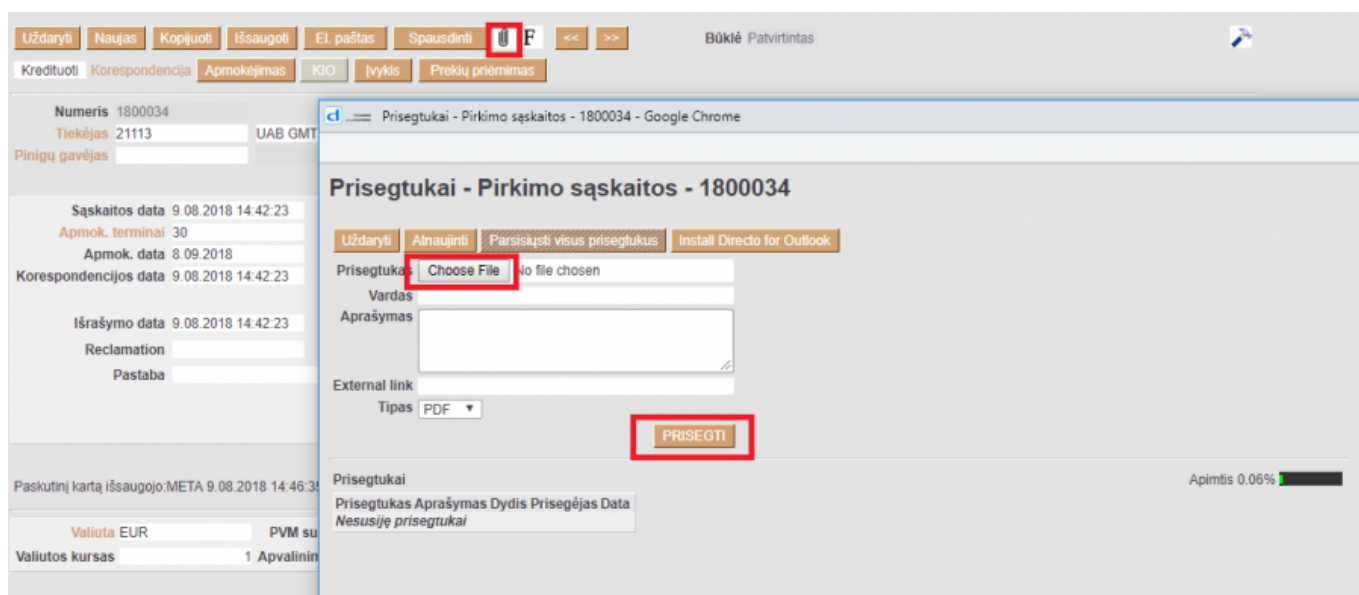 Uždaryti Naujas Kopijuoti Išsaugoti El. paštas Spausdinti F << >> Būklė Patvirtintas
Kredituoti Korespondencija Apmokėjimas KIO Įvykis Prekių priėmimas
Numeris 1800034
Tiekėjas 21113 UAB GMT
Pinigų gavėjas
Sąskaitos data 9.08.2018 14:42:23
Apmok. terminai 30
Apmok. data 8.09.2018
Korespondencijos data 9.08.2018 14:42:23
Išrašymo data 9.08.2018 14:42:23
Reclamation
Pastaba
Paskutinį kartą išsaugojo:META 9.08.2018 14:46:35
Valiuta EUR PVM su
Valiutos kursas 1 Apvalinim
Prisegtukai - Pirkimo sąskaitos - 1800034 - Google Chrome
Prisegtukai - Pirkimo sąskaitos - 1800034
Uždaryti Atnaujinti Parsisiųsti visus prisegtukus Install Directo for Outlook
Prisegtukas Choose File No file chosen
Vardas
Aprašymas
External link
Tipas PDF
PRISEGTI
Prisegtukai Apimtis 0.06%
Prisegtukas Aprašymas Dydis Prisegėjas Data
Nesusiję prisegtukai